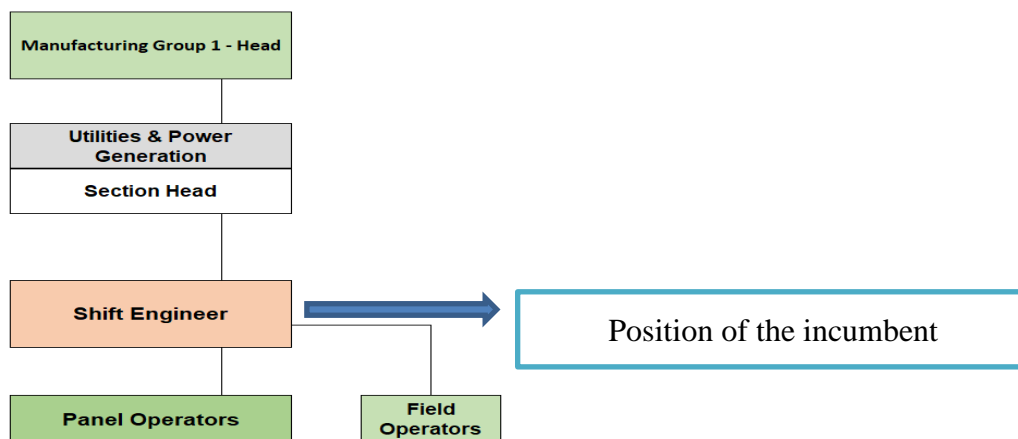 Manufacturing Group 1 - Head
Utilities & Power
Generation
Section Head
Shift Engineer
Position of the incumbent
Panel Operators
Field
Operators